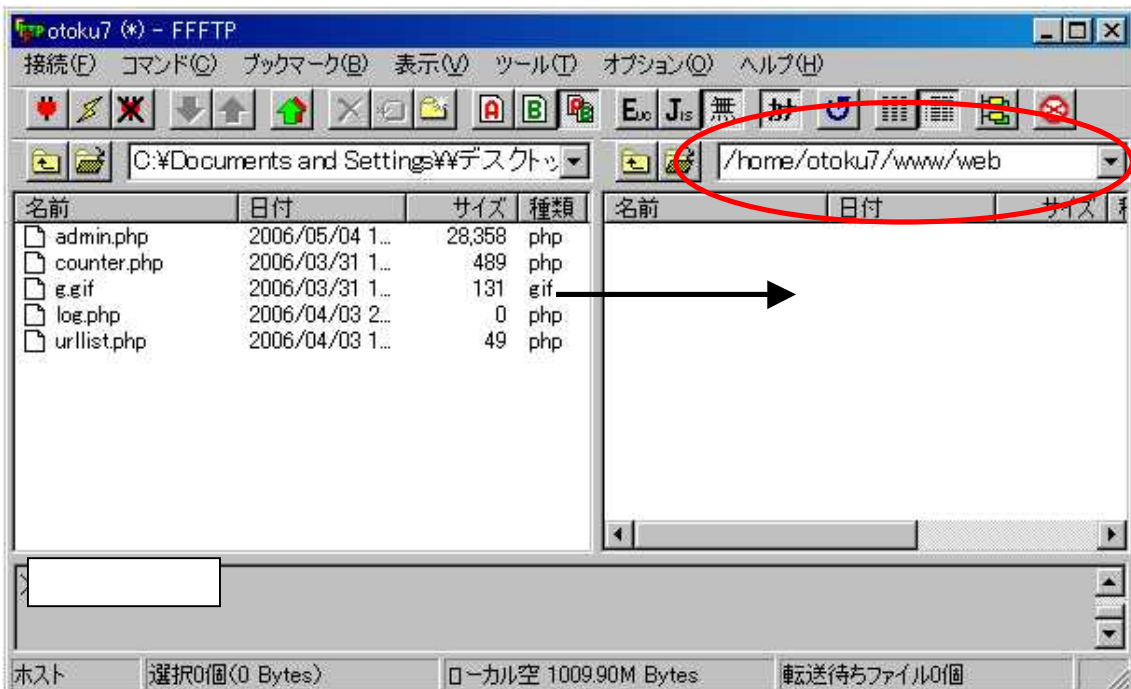 otoku7 (*) - FFFTP
接続(F) コマンド(C) ブックマーク(B) 表示(V) ツール(T) オプション(O) ヘルプ(H)
A B Euc Jis 無 カナ
C:¥Documents and Settings¥¥デスクトッ /home/otoku7/www/web
名前 日付 サイズ 種類 名前 日付 サイズ
admin.php 2006/05/04 1... 28,358 php
counter.php 2006/03/31 1... 489 php
g.gif 2006/03/31 1... 131 gif
log.php 2006/04/03 2... 0 php
urllist.php 2006/04/03 1... 49 php
ホスト 選択0個(0 Bytes) ローカル空 1009.90M Bytes 転送待ちファイル0個